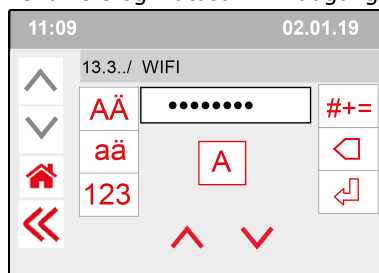 11:09 02.01.19
13.3../ WIFI
AÄ •••••••• #+=
aä A
123